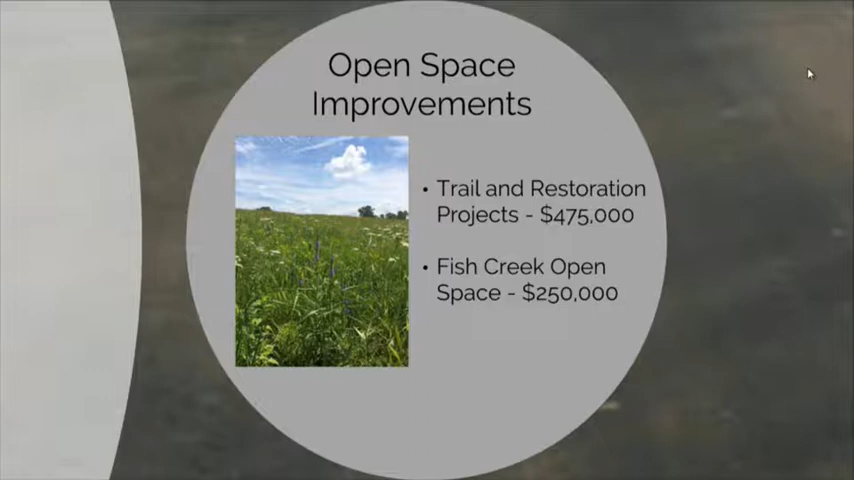 Open Space
Improvements
• Trail and Restoration
Projects - $475,000
• Fish Creek Open
Space - $250,000